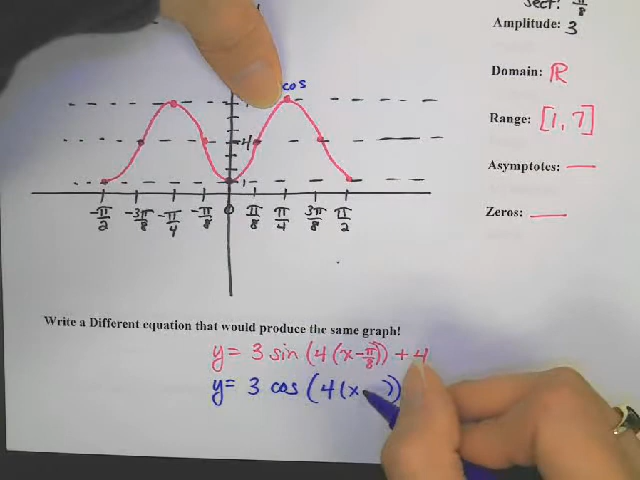 sect: π/8
Amplitude: 3
cos
Domain: ℝ
Range: [1, 7]
4
Asymptotes: —
1
-π/2 -3π/8 -π/4 -π/8 0 π/8 π/4 3π/8 π/2
Zeros: —
Write a Different equation that would produce the same graph!
y = 3 sin (4(x-π/8)) + 4
y = 3 cos (4(x )